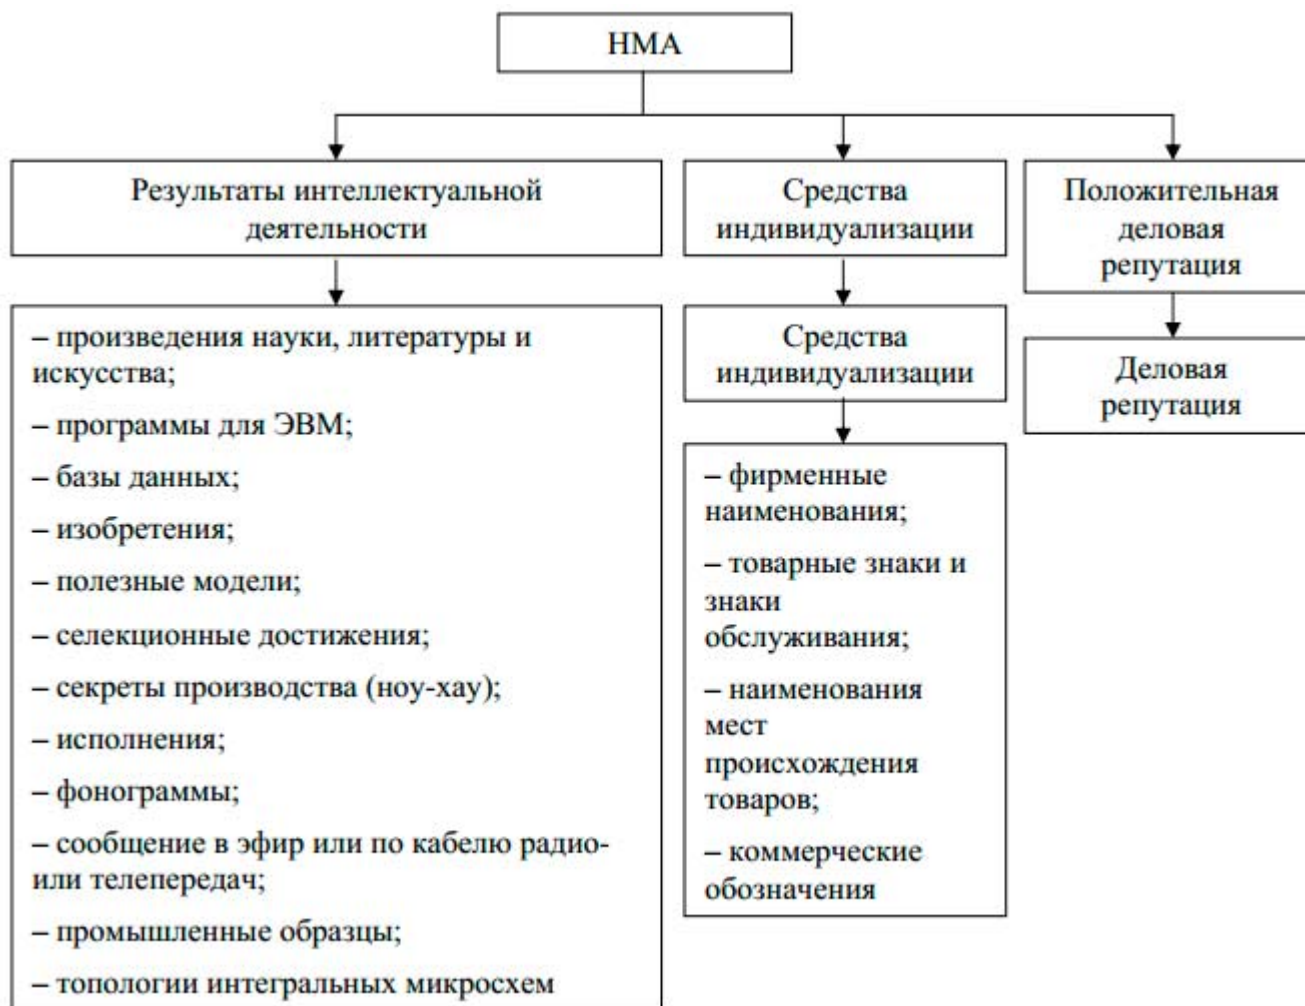 НМА
Результаты интеллектуальной
деятельности
Средства
индивидуализации
Положительная
деловая
репутация
– произведения науки, литературы и
искусства;
– программы для ЭВМ;
– базы данных;
– изобретения;
– полезные модели;
– селекционные достижения;
– секреты производства (ноу-хау);
– исполнения;
– фонограммы;
– сообщение в эфир или по кабелю радио-
или телепередач;
– промышленные образцы;
– топологии интегральных микросхем
Средства
индивидуализации
– фирменные
наименования;
– товарные знаки и
знаки
обслуживания;
– наименования
мест
происхождения
товаров;
– коммерческие
обозначения
Деловая
репутация